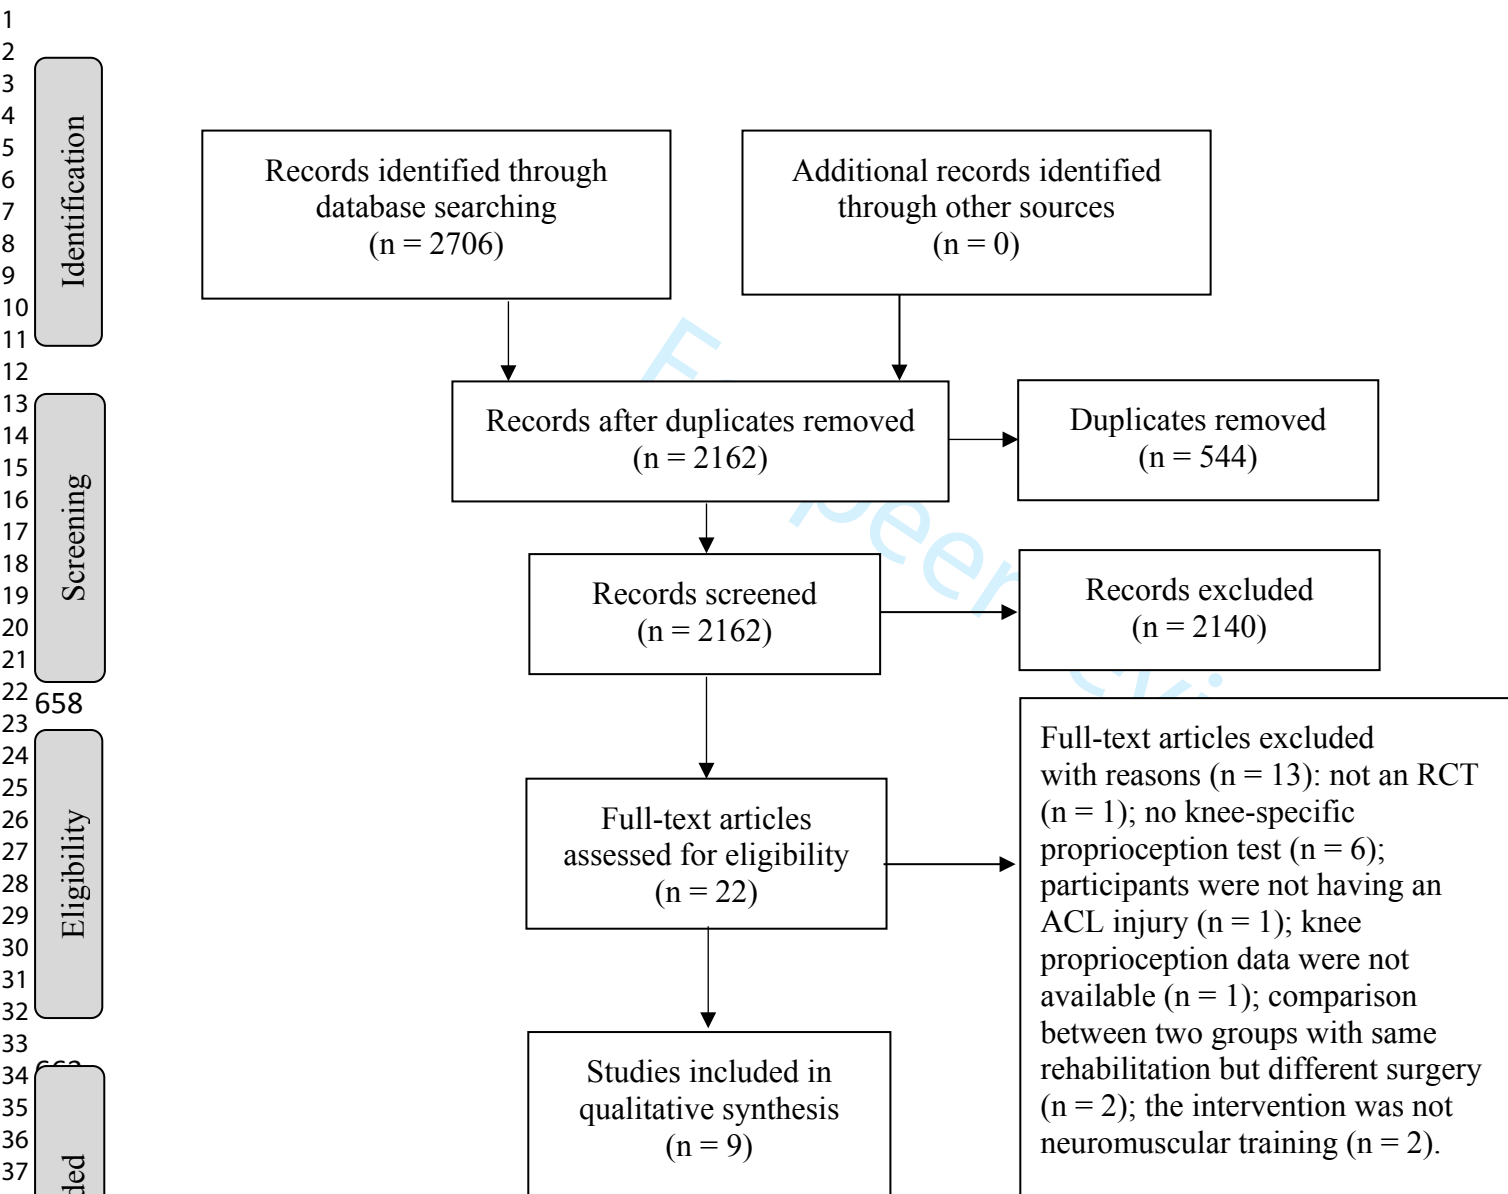 1
2
3
4
5
6
7
8
9
10
11
12
13
14
15
16
17
18
19
20
21
22
23
24
25
26
27
28
29
30
31
32
33
34
35
36
37
Identification
Records identified through
database searching
(n = 2706)
Additional records identified
through other sources
(n = 0)
Screening
Records after duplicates removed
(n = 2162)
Duplicates removed
(n = 544)
Records screened
(n = 2162)
Records excluded
(n = 2140)
658
Eligibility
Full-text articles
assessed for eligibility
(n = 22)
Full-text articles excluded
with reasons (n = 13): not an RCT
(n = 1); no knee-specific
proprioception test (n = 6);
participants were not having an
ACL injury (n = 1); knee
proprioception data were not
available (n = 1); comparison
between two groups with same
rehabilitation but different surgery
(n = 2); the intervention was not
neuromuscular training (n = 2).
Studies included in
qualitative synthesis
(n = 9)
peer